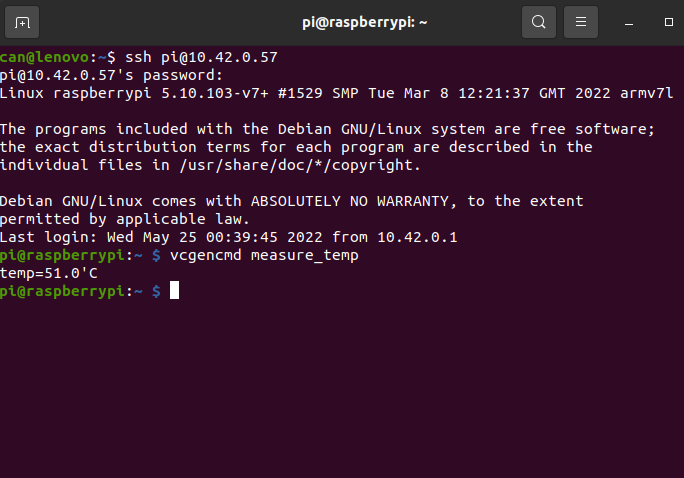 pi@raspberrypi: ~
can@lenovo:~$ ssh pi@10.42.0.57
pi@10.42.0.57's password:
Linux raspberrypi 5.10.103-v7+ #1529 SMP Tue Mar 8 12:21:37 GMT 2022 armv7l
The programs included with the Debian GNU/Linux system are free software;
the exact distribution terms for each program are described in the
individual files in /usr/share/doc/*/copyright.
Debian GNU/Linux comes with ABSOLUTELY NO WARRANTY, to the extent
permitted by applicable law.
Last login: Wed May 25 00:39:45 2022 from 10.42.0.1
pi@raspberrypi:~ $ vcgencmd measure_temp
temp=51.0'C
pi@raspberrypi:~ $